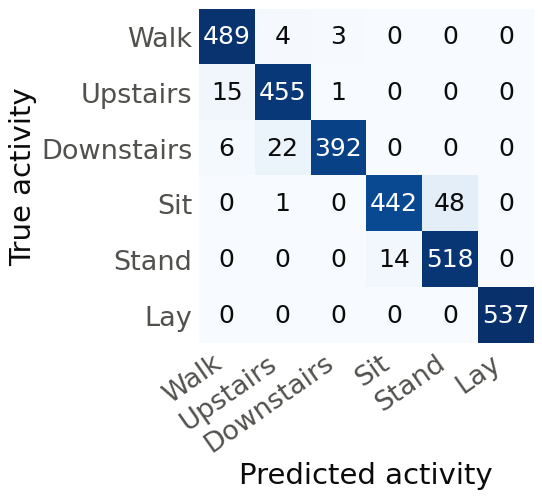 True activity
Walk 489 4 3 0 0 0
Upstairs 15 455 1 0 0 0
Downstairs 6 22 392 0 0 0
Sit 0 1 0 442 48 0
Stand 0 0 0 14 518 0
Lay 0 0 0 0 0 537
Walk Upstairs Downstairs Sit Stand Lay
Predicted activity